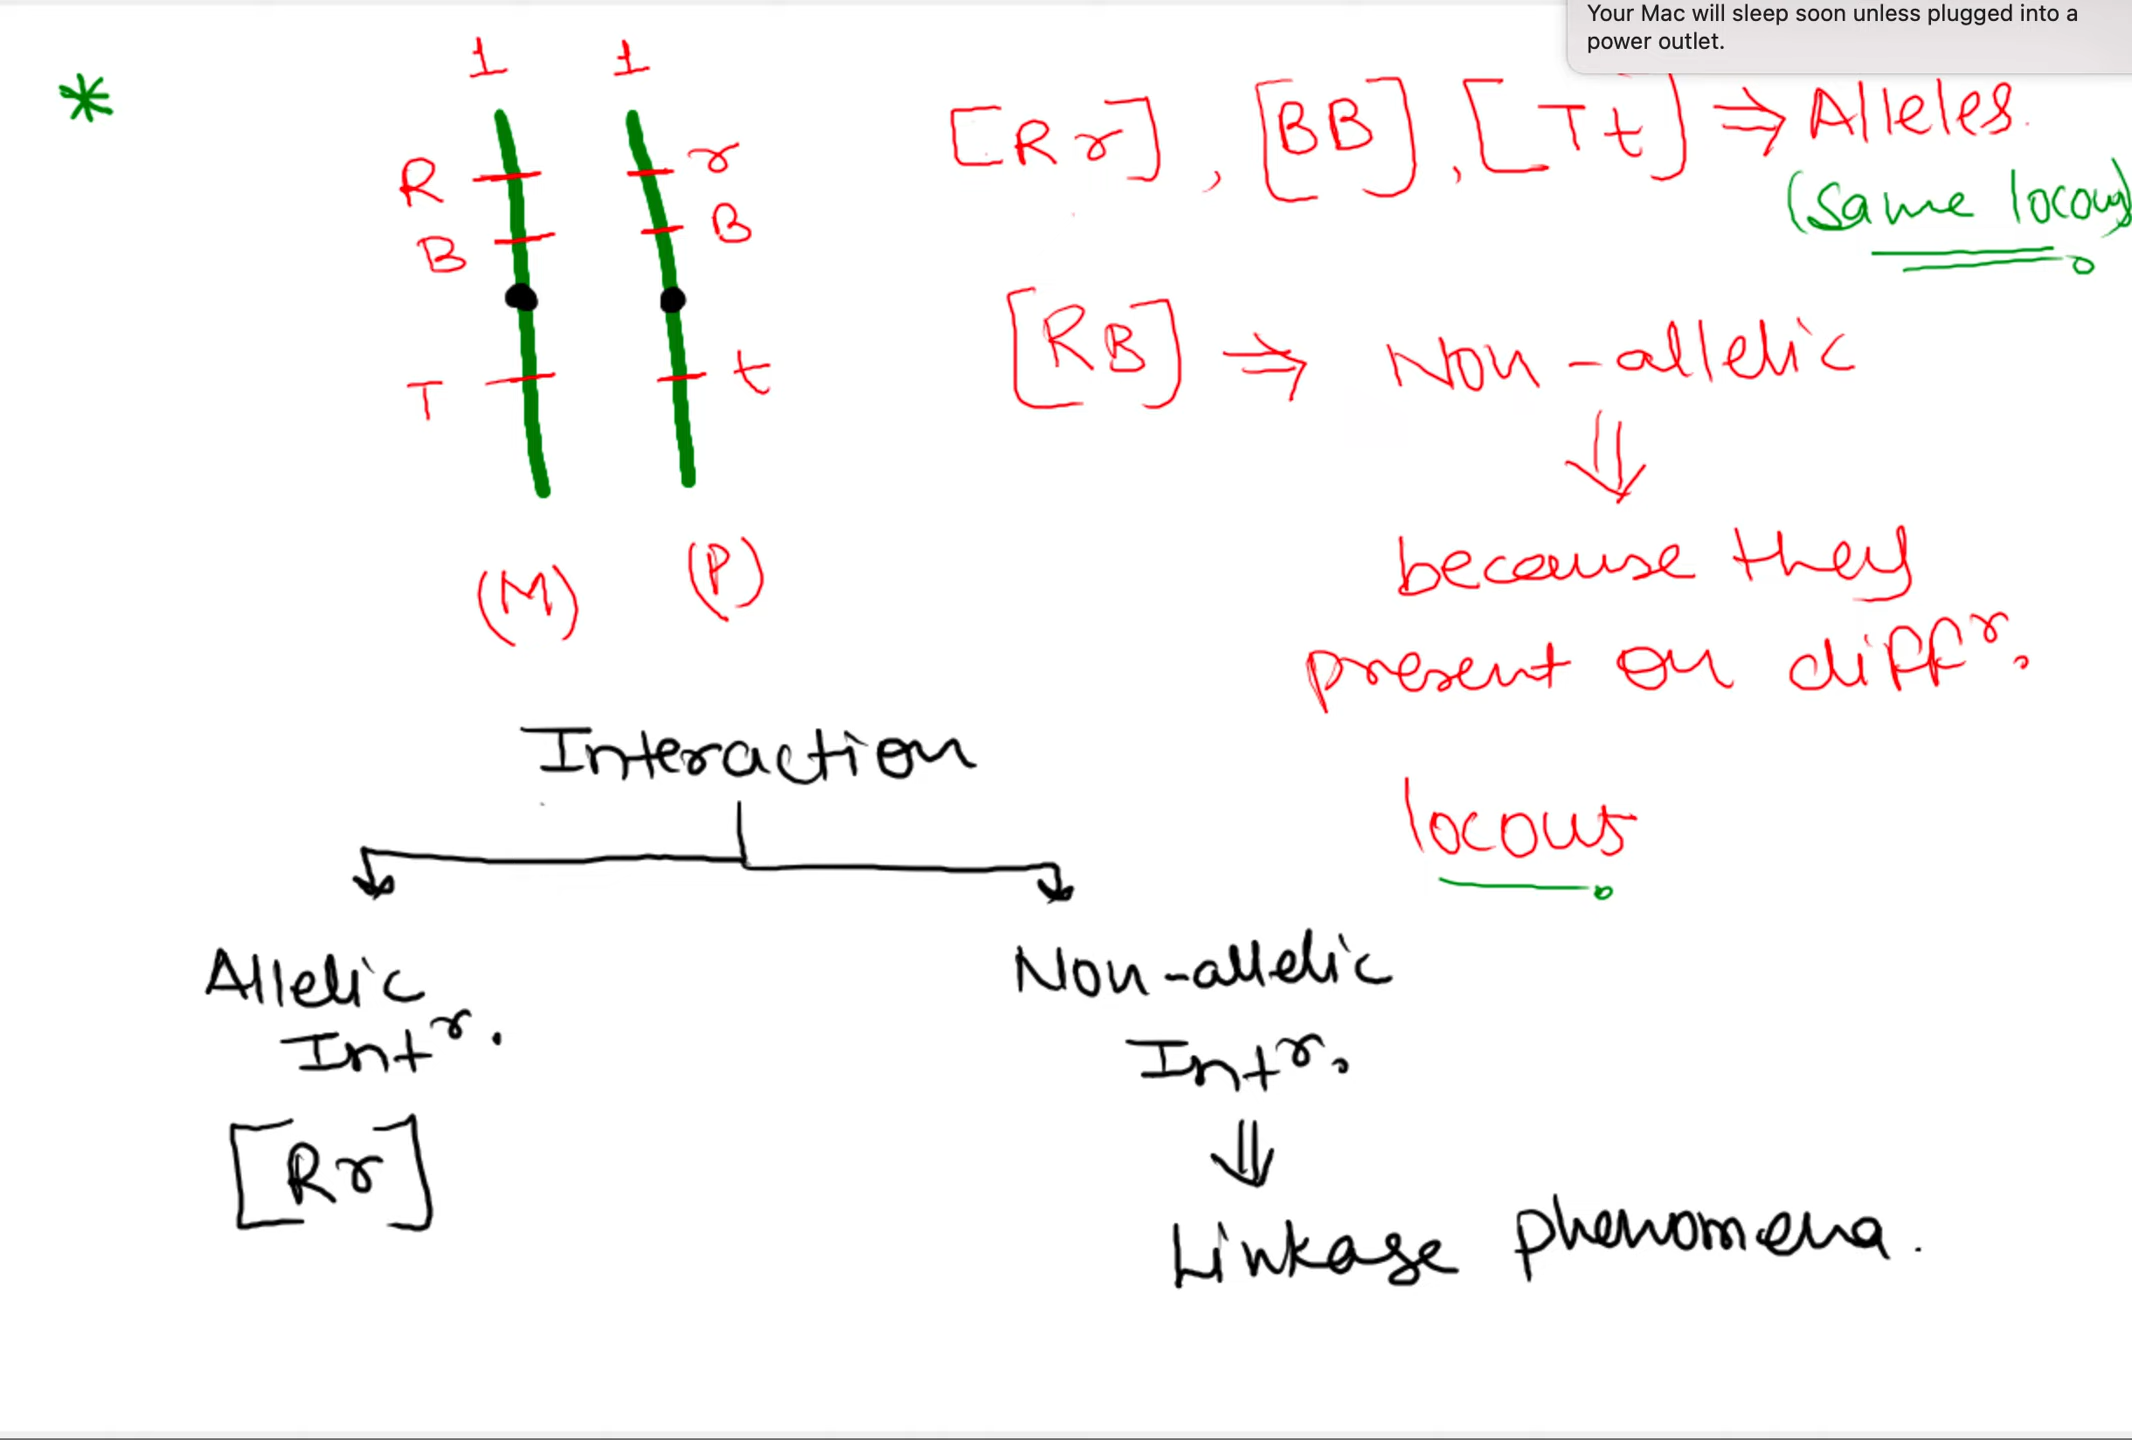 Your Mac will sleep soon unless plugged into a
power outlet.
1 1
R r
B B
T t
(M) (P)
[Rr], [BB], [Tt] ⇒ Alleles.
(same locous)
[RB] ⇒ Non-allelic
⇓
because they
present on diffr.
locous
Interaction
Allelic
Intr.
[Rr]
Non-allelic
Intr.
⇓
Linkage phenomena.